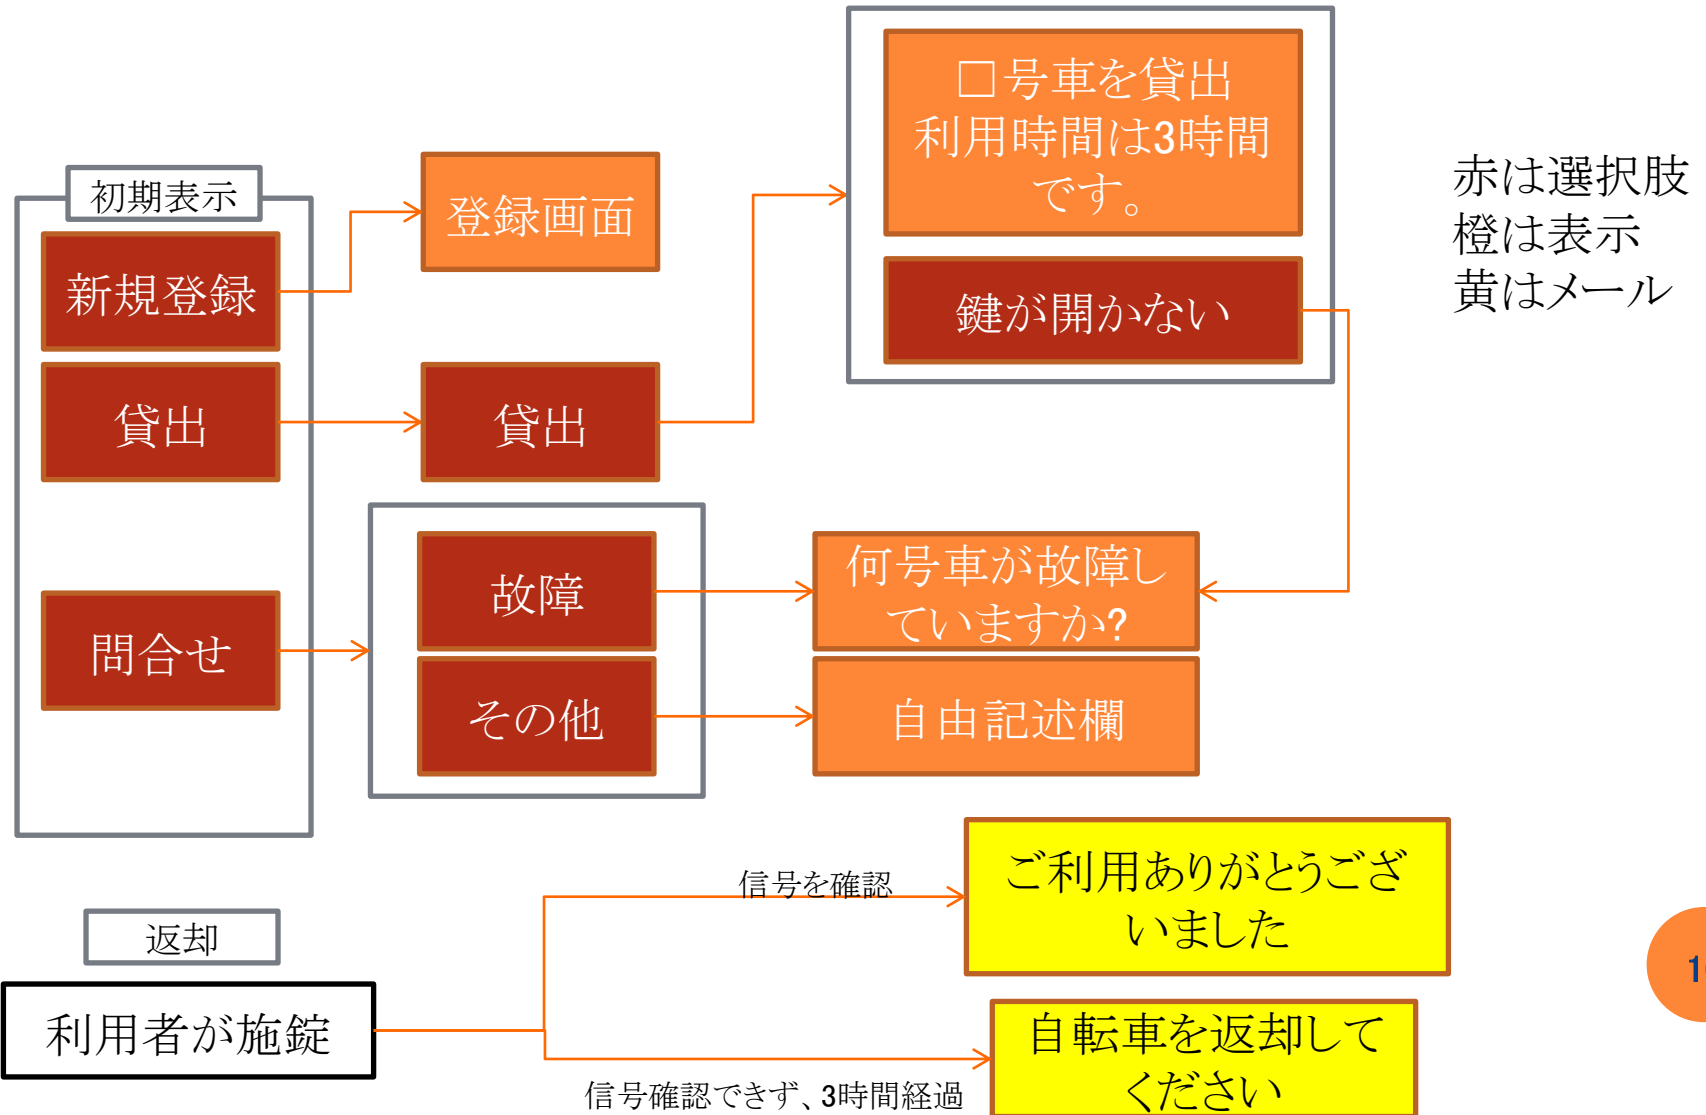 初期表示
新規登録
貸出
問合せ
登録画面
貸出
故障
その他
□号車を貸出
利用時間は3時間
です。
鍵が開かない
何号車が故障し
ていますか?
自由記述欄
赤は選択肢
橙は表示
黄はメール
返却
利用者が施錠
信号を確認
ご利用ありがとうござ
いました
信号確認できず、3時間経過
自転車を返却して
ください